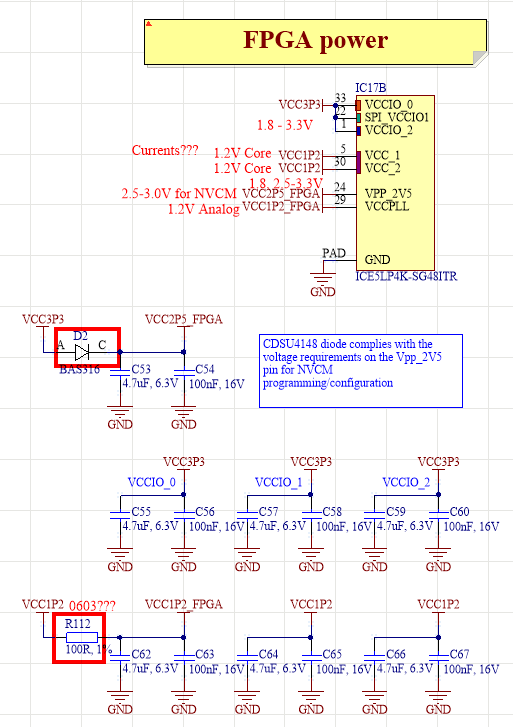 FPGA power
IC17B
VCC3P3
33
VCCIO_0
22
SPI_VCCIO1
1
VCCIO_2
1.8 - 3.3V
Currents???
1.2V Core
VCC1P2
5
VCC_1
1.2V Core
VCC1P2
30
VCC_2
1.8, 2.5-3.3V
2.5-3.0V for NVCM
VCC2P5_FPGA
24
VPP_2V5
1.2V Analog
VCC1P2_FPGA
29
VCCPLL
PAD
GND
GND
ICE5LP4K-SG48ITR
VCC3P3
VCC2P5_FPGA
D2
A
C
BAS316
C53
4.7uF, 6.3V
C54
100nF, 16V
GND
GND
CDSU4148 diode complies with the
voltage requirements on the Vpp_2V5
pin for NVCM
programming/configuration
VCC3P3
VCC3P3
VCC3P3
VCCIO_0
VCCIO_1
VCCIO_2
C55
4.7uF, 6.3V
C56
100nF, 16V
C57
4.7uF, 6.3V
C58
100nF, 16V
C59
4.7uF, 6.3V
C60
100nF, 16V
GND
GND
GND
GND
GND
GND
VCC1P2
0603???
VCC1P2_FPGA
VCC1P2
VCC1P2
R112
100R, 1%
C62
4.7uF, 6.3V
C63
100nF, 16V
C64
4.7uF, 6.3V
C65
100nF, 16V
C66
4.7uF, 6.3V
C67
100nF, 16V
GND
GND
GND
GND
GND
GND